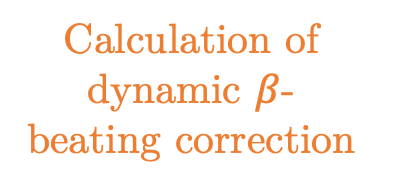 Calculation of
dynamic β-
beating correction